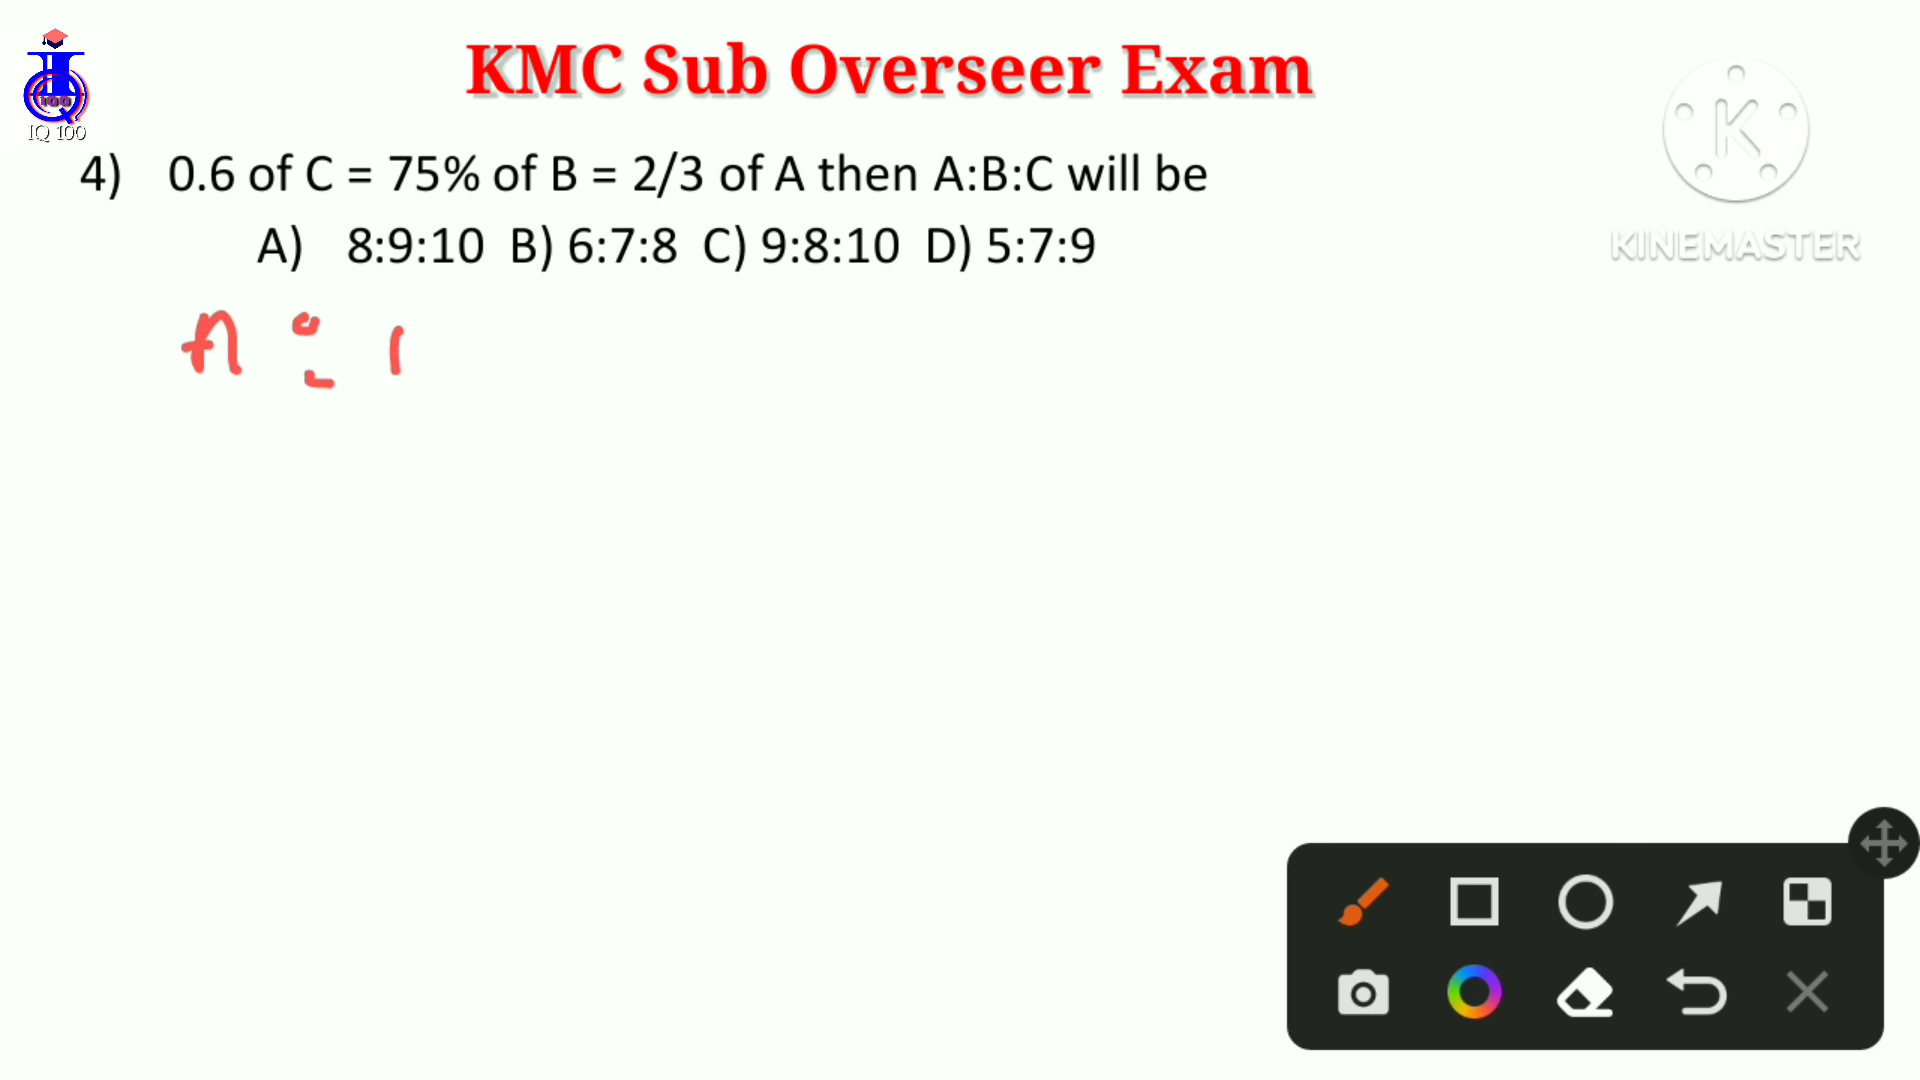 KMC Sub Overseer Exam
IQ 100
4) 0.6 of C = 75% of B = 2/3 of A then A:B:C will be
A) 8:9:10 B) 6:7:8 C) 9:8:10 D) 5:7:9
A :
K
KINEMASTER